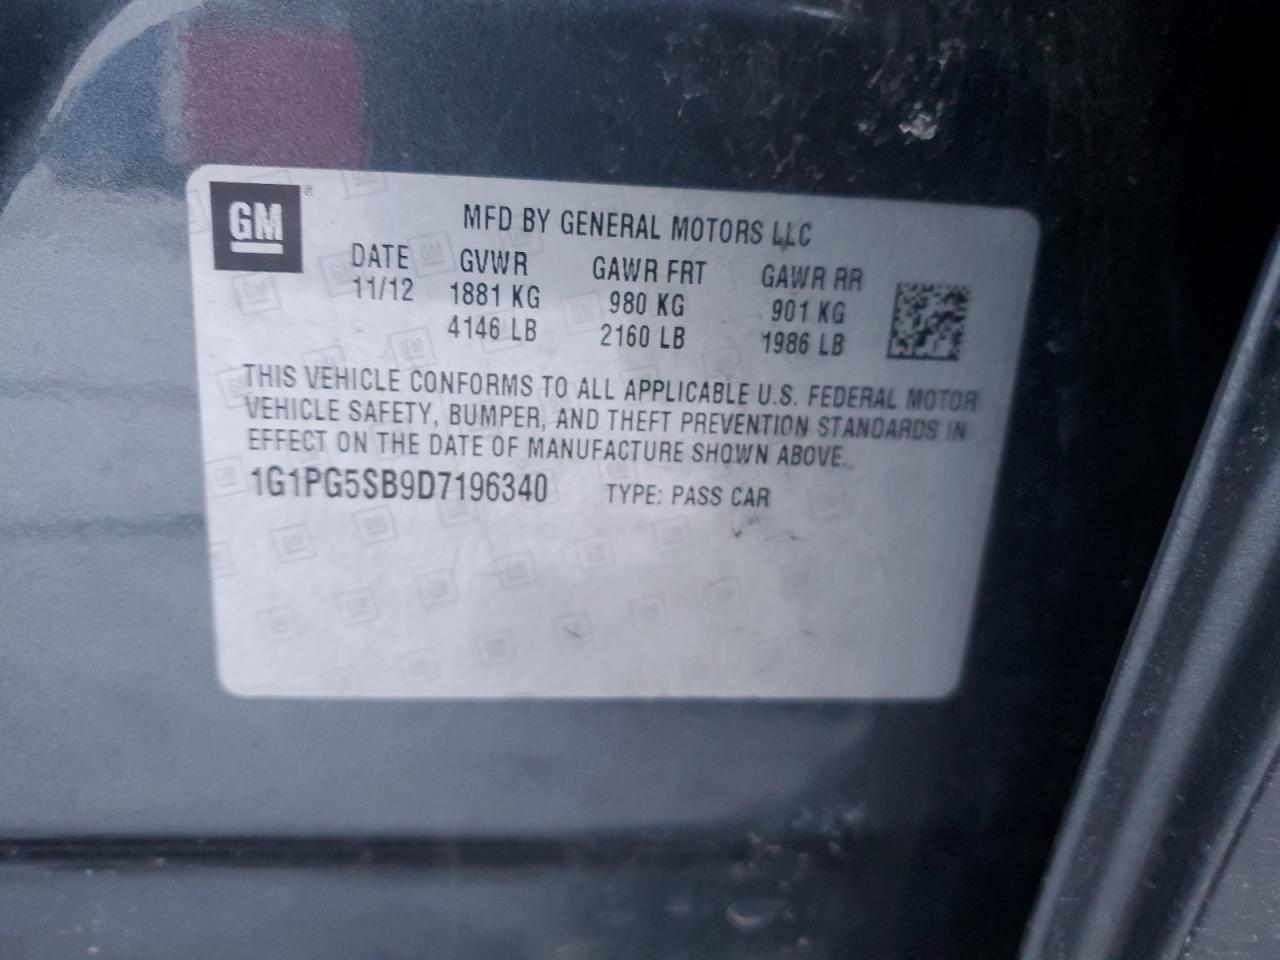 GM
MFD BY GENERAL MOTORS LLC
DATE GVWR GAWR FRT GAWR RR
11/12 1881 KG 980 KG 901 KG
4146 LB 2160 LB 1986 LB
THIS VEHICLE CONFORMS TO ALL APPLICABLE U.S. FEDERAL MOTOR
VEHICLE SAFETY, BUMPER, AND THEFT PREVENTION STANDARDS IN
EFFECT ON THE DATE OF MANUFACTURE SHOWN ABOVE.
1G1PG5SB9D7196340 TYPE: PASS CAR